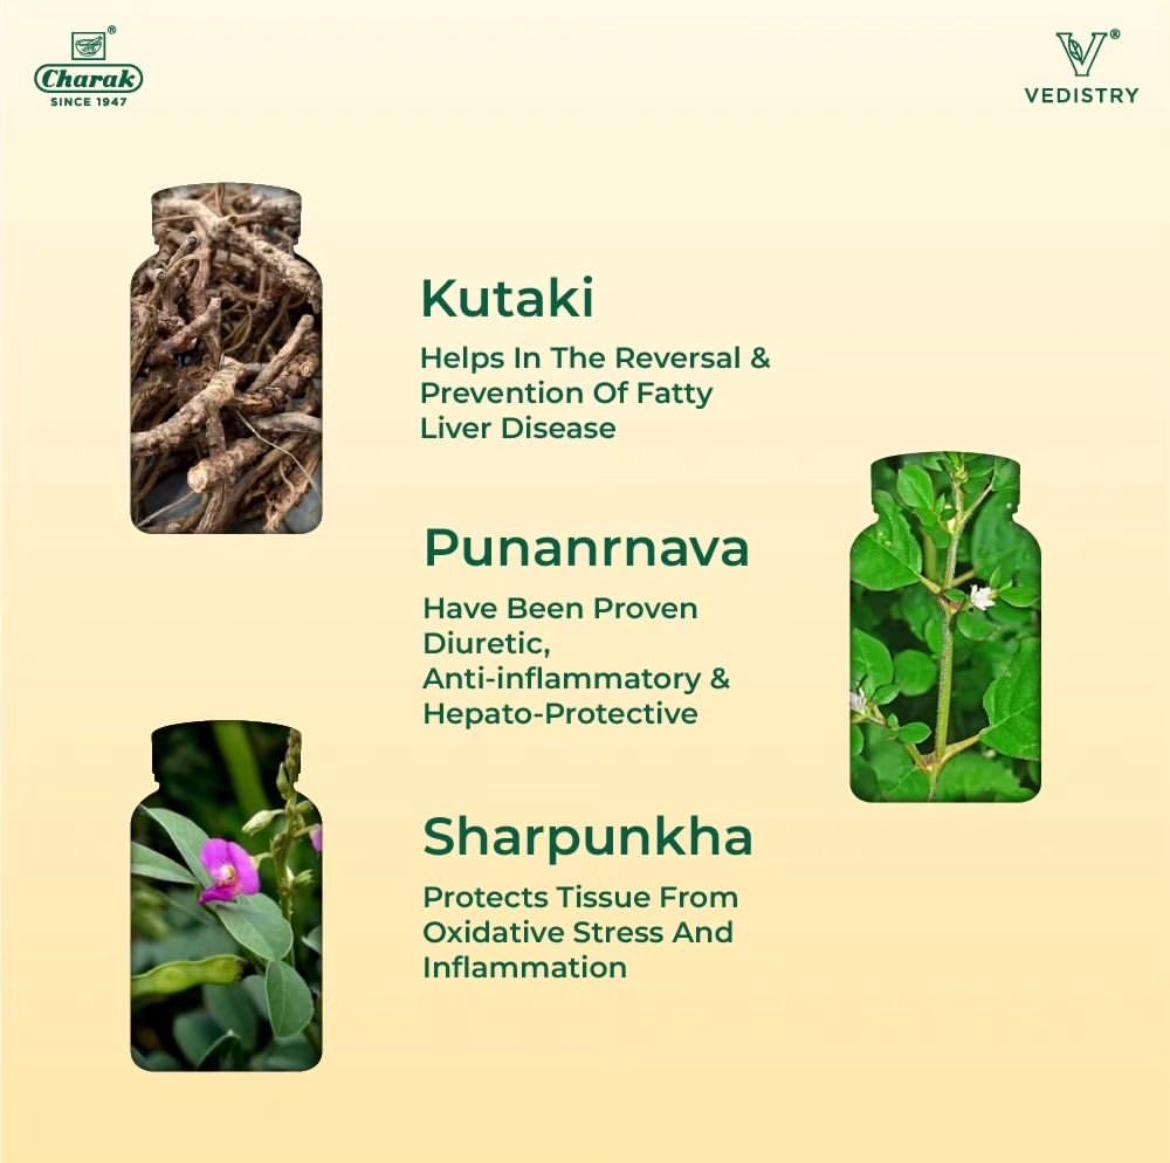 Charak
SINCE 1947
VEDISTRY
Kutaki
Helps In The Reversal &
Prevention Of Fatty
Liver Disease
Punanrnava
Have Been Proven
Diuretic,
Anti-inflammatory &
Hepato-Protective
Sharpunkha
Protects Tissue From
Oxidative Stress And
Inflammation